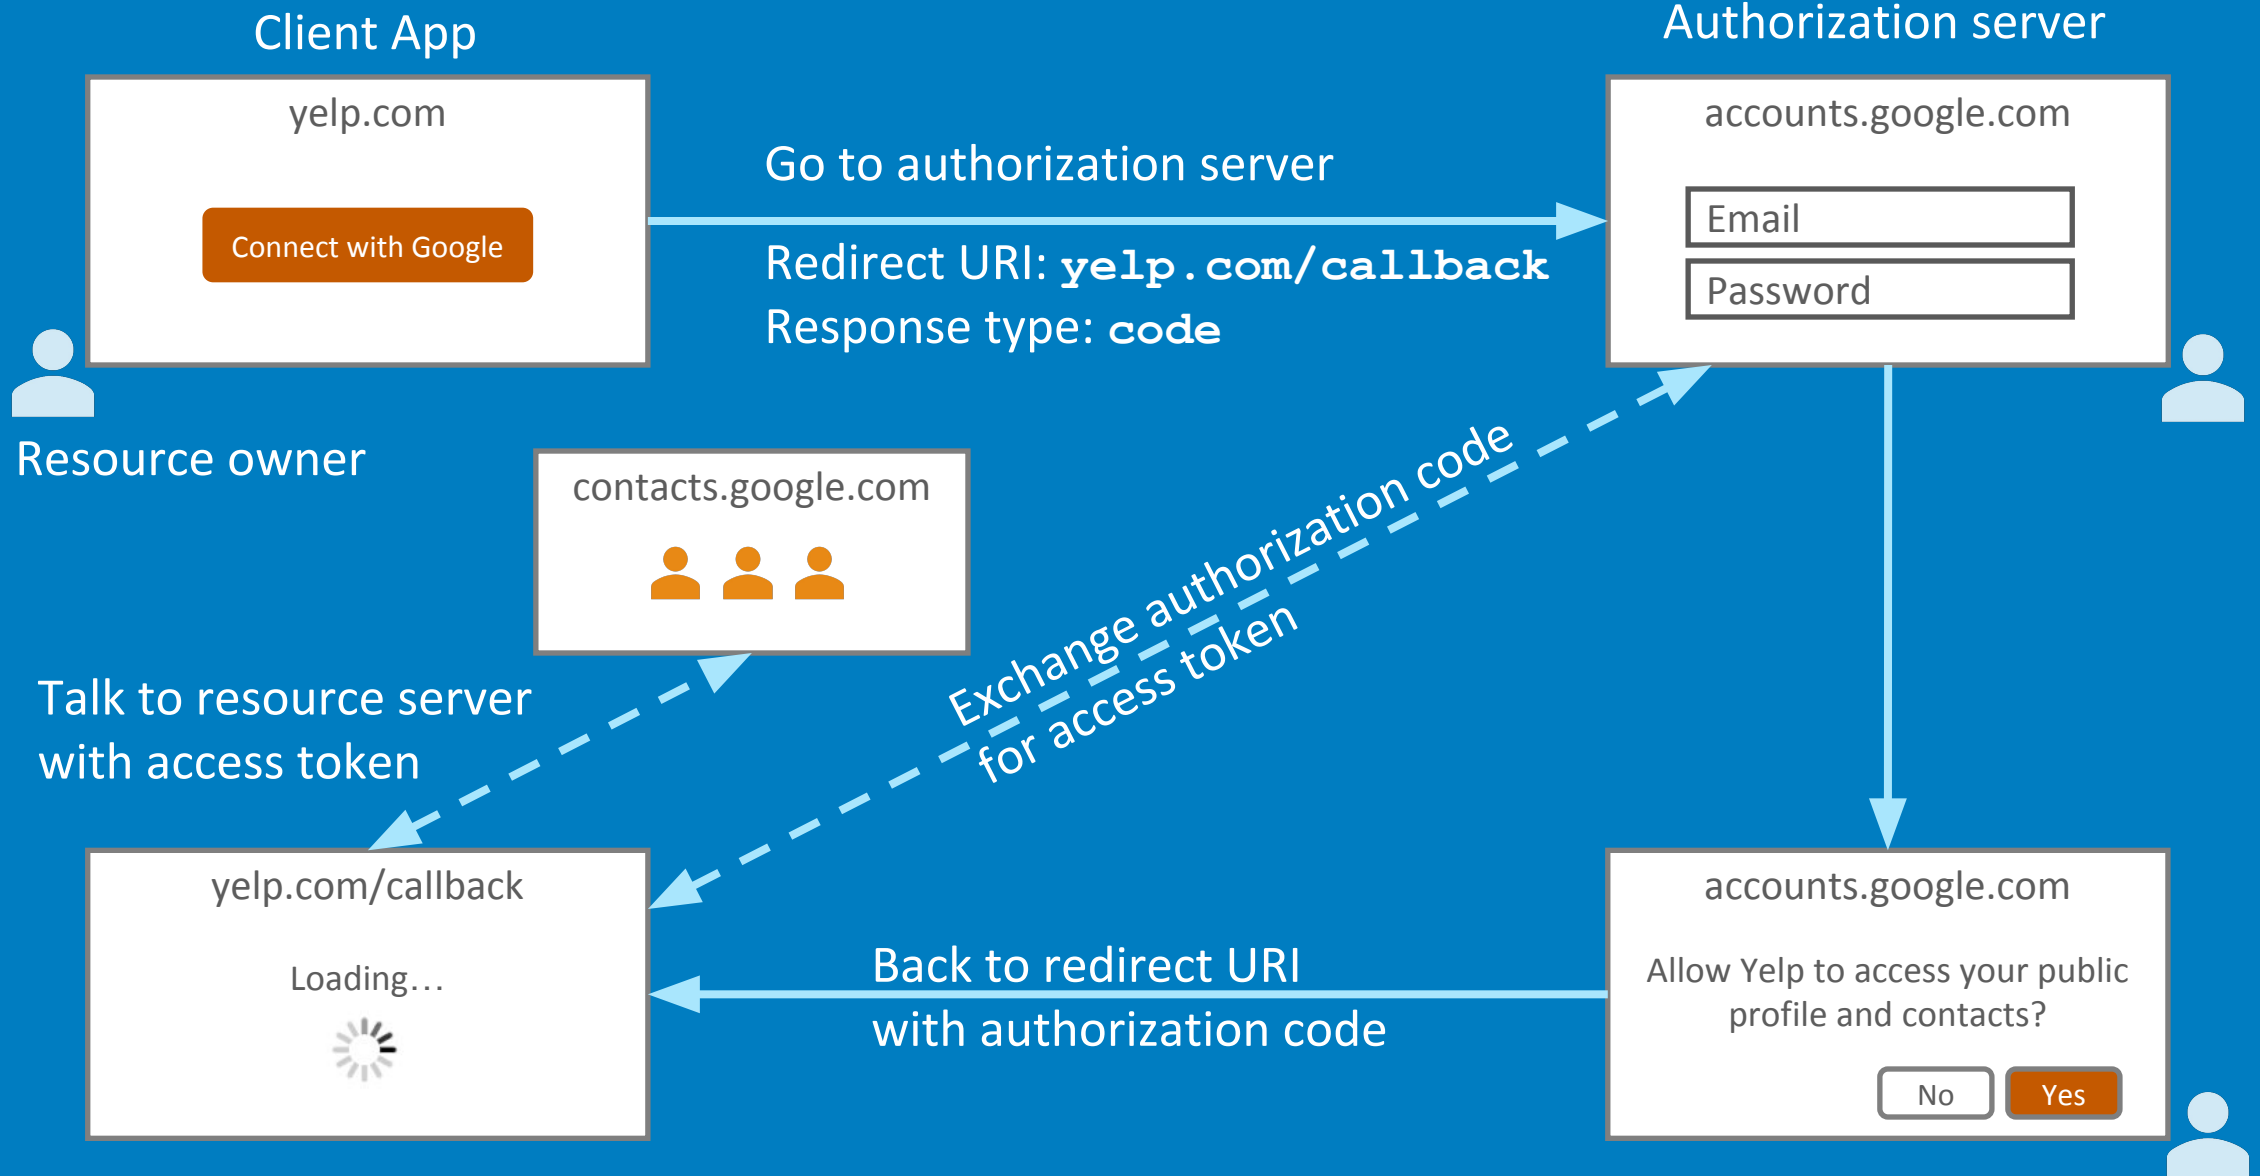 Client App
Authorization server
yelp.com
Connect with Google
Go to authorization server
Redirect URI: yelp.com/callback
Response type: code
accounts.google.com
Email
Password
Resource owner
contacts.google.com
Exchange authorization code
for access token
Talk to resource server
with access token
yelp.com/callback
Loading...
Back to redirect URI
with authorization code
accounts.google.com
Allow Yelp to access your public
profile and contacts?
No
Yes